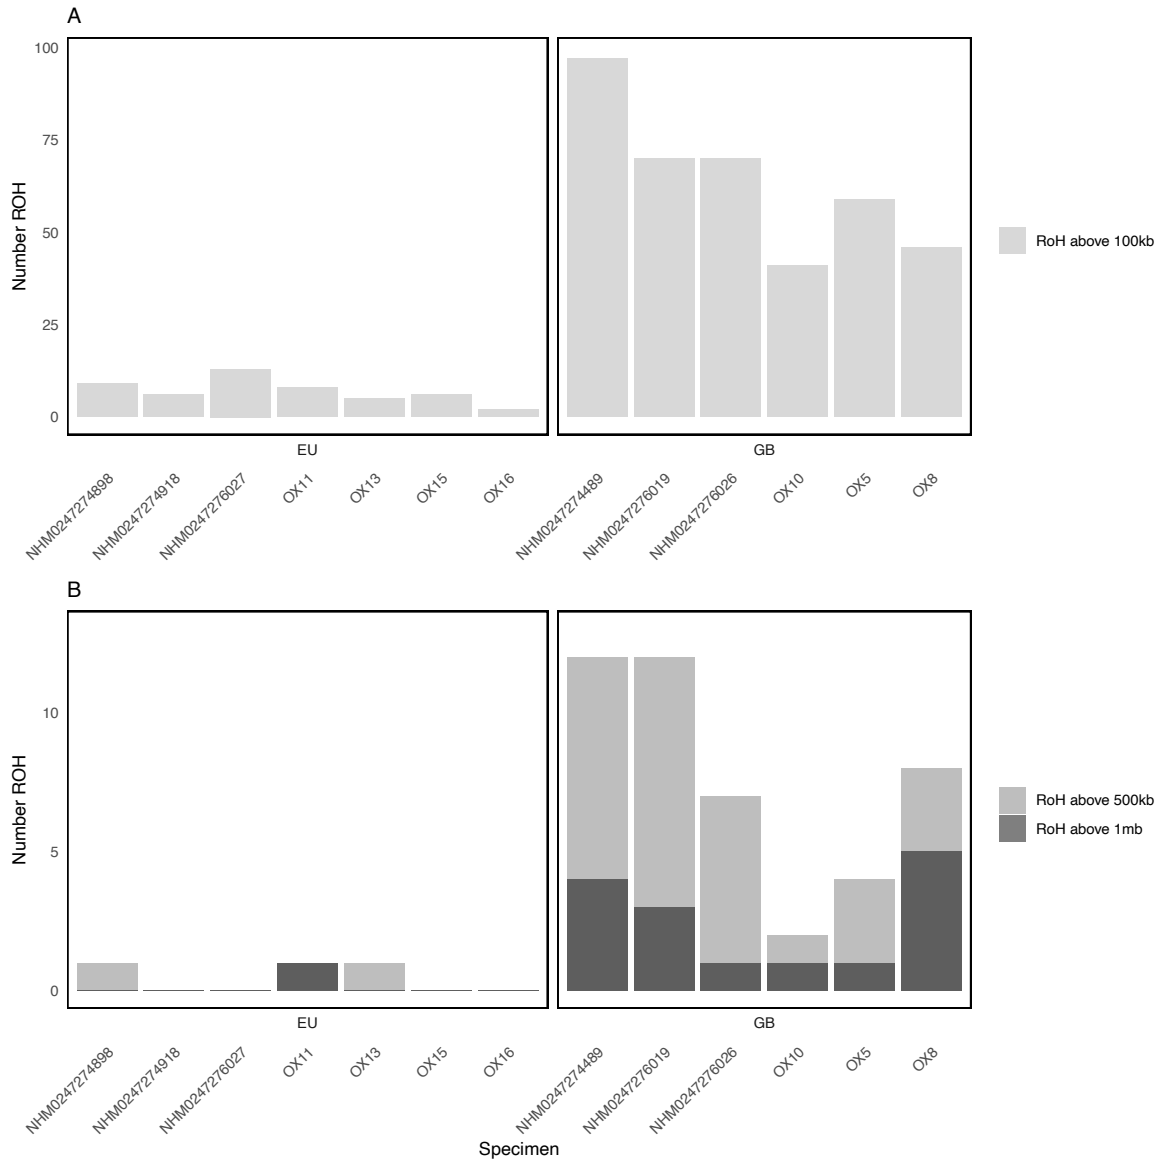 A
Number ROH
100
75
50
25
0
EU
GB
NHM0247274898
NHM0247274918
NHM0247276027
OX11
OX13
OX15
OX16
NHM0247274489
NHM0247276019
NHM0247276026
OX10
OX5
OX8
RoH above 100kb
B
Number ROH
10
5
0
EU
GB
NHM0247274898
NHM0247274918
NHM0247276027
OX11
OX13
OX15
OX16
NHM0247274489
NHM0247276019
NHM0247276026
OX10
OX5
OX8
RoH above 500kb
RoH above 1mb
Specimen